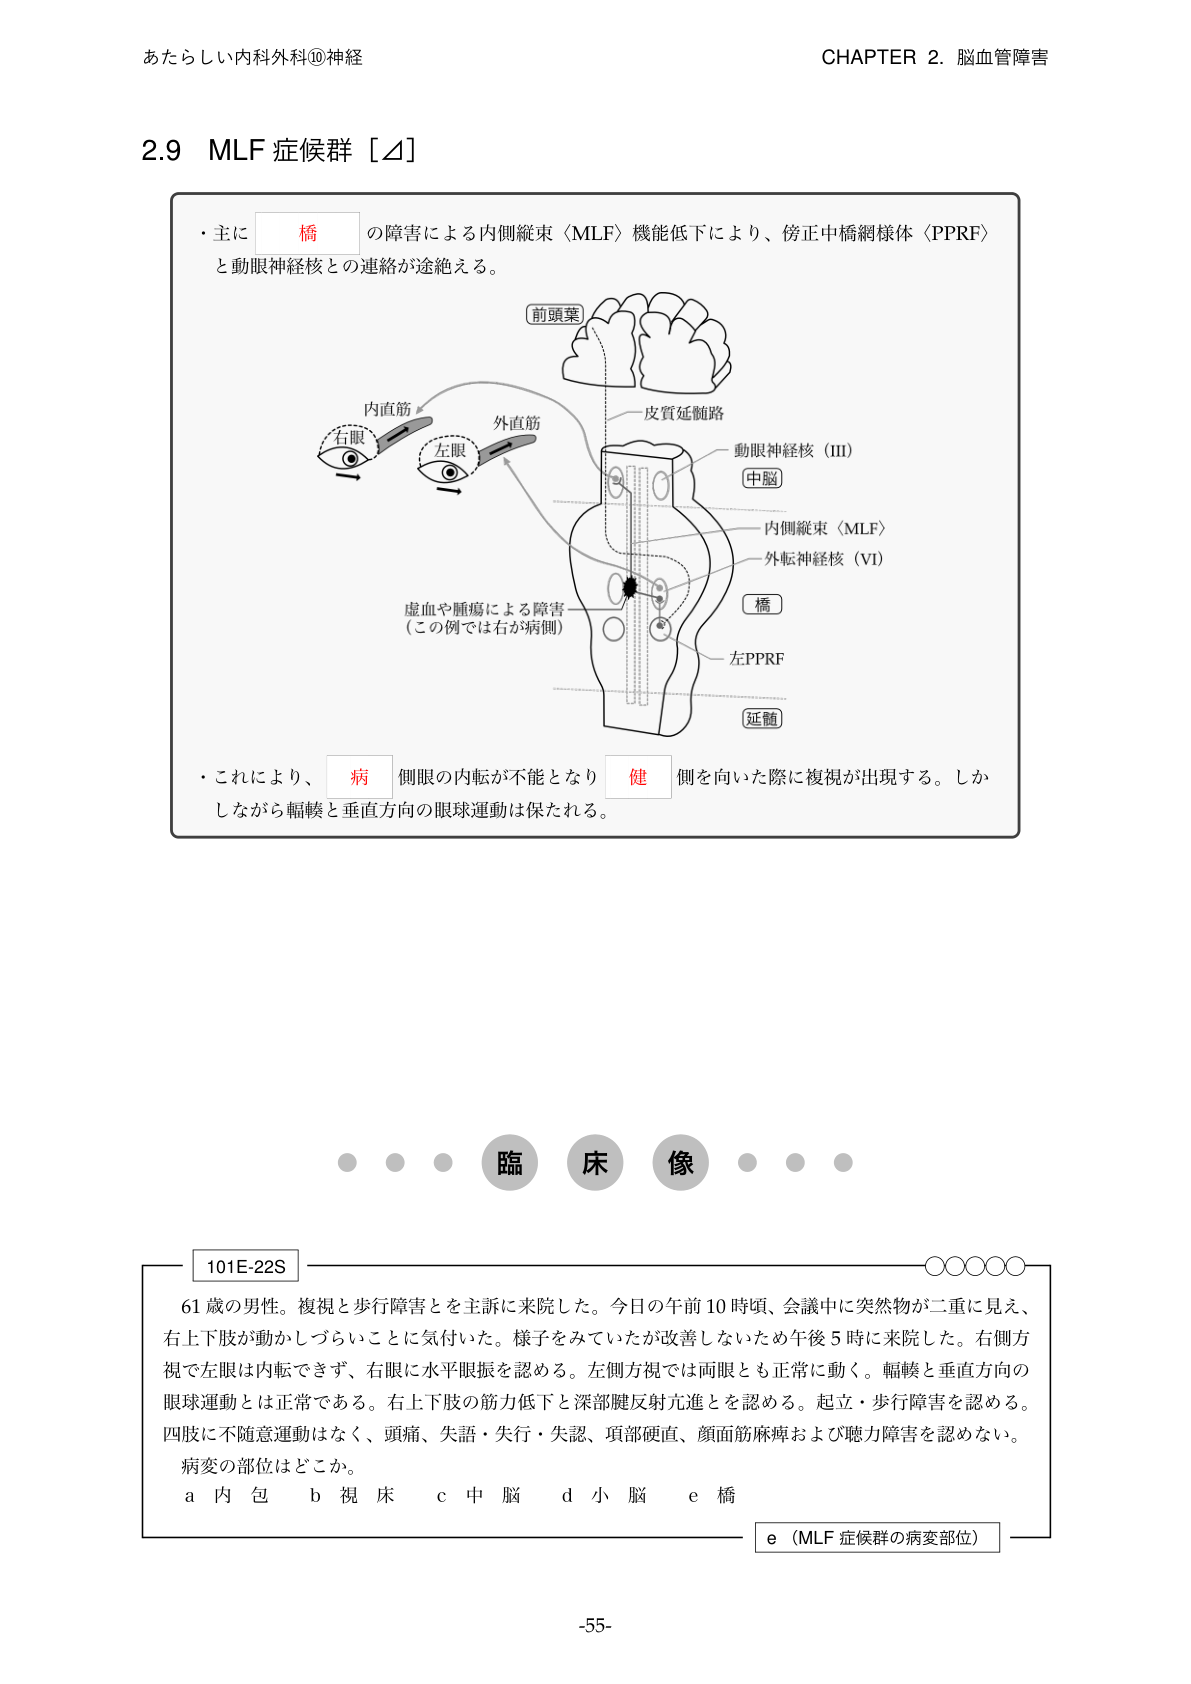 あたらしい内科外科⑩神経
CHAPTER 2. 脳血管障害
2.9 MLF 症候群［⊿］
・主に 橋 の障害による内側縦束〈MLF〉機能低下により、傍正中橋網様体〈PPRF〉
と動眼神経核との連絡が途絶える。
前頭葉
内直筋
外直筋
皮質延髄路
右眼
左眼
動眼神経核（III）
中脳
内側縦束〈MLF〉
外転神経核（VI）
橋
虚血や腫瘍による障害
（この例では右が病側）
左PPRF
延髄
・これにより、 病 側眼の内転が不能となり 健 側を向いた際に複視が出現する。しか
しながら輻輳と垂直方向の眼球運動は保たれる。
臨床像
101E-22S
61 歳の男性。複視と歩行障害とを主訴に来院した。今日の午前 10 時頃、会議中に突然物が二重に見え、
右上下肢が動かしづらいことに気付いた。様子をみていたが改善しないため午後 5 時に来院した。右側方
視で左眼は内転できず、右眼に水平眼振を認める。左側方視では両眼とも正常に動く。輻輳と垂直方向の
眼球運動とは正常である。右上下肢の筋力低下と深部腱反射亢進とを認める。起立・歩行障害を認める。
四肢に不随意運動はなく、頭痛、失語・失行・失認、項部硬直、顔面筋麻痺および聴力障害を認めない。
病変の部位はどこか。
a 内 包 b 視 床 c 中 脳 d 小 脳 e 橋
e （MLF 症候群の病変部位）
-55-